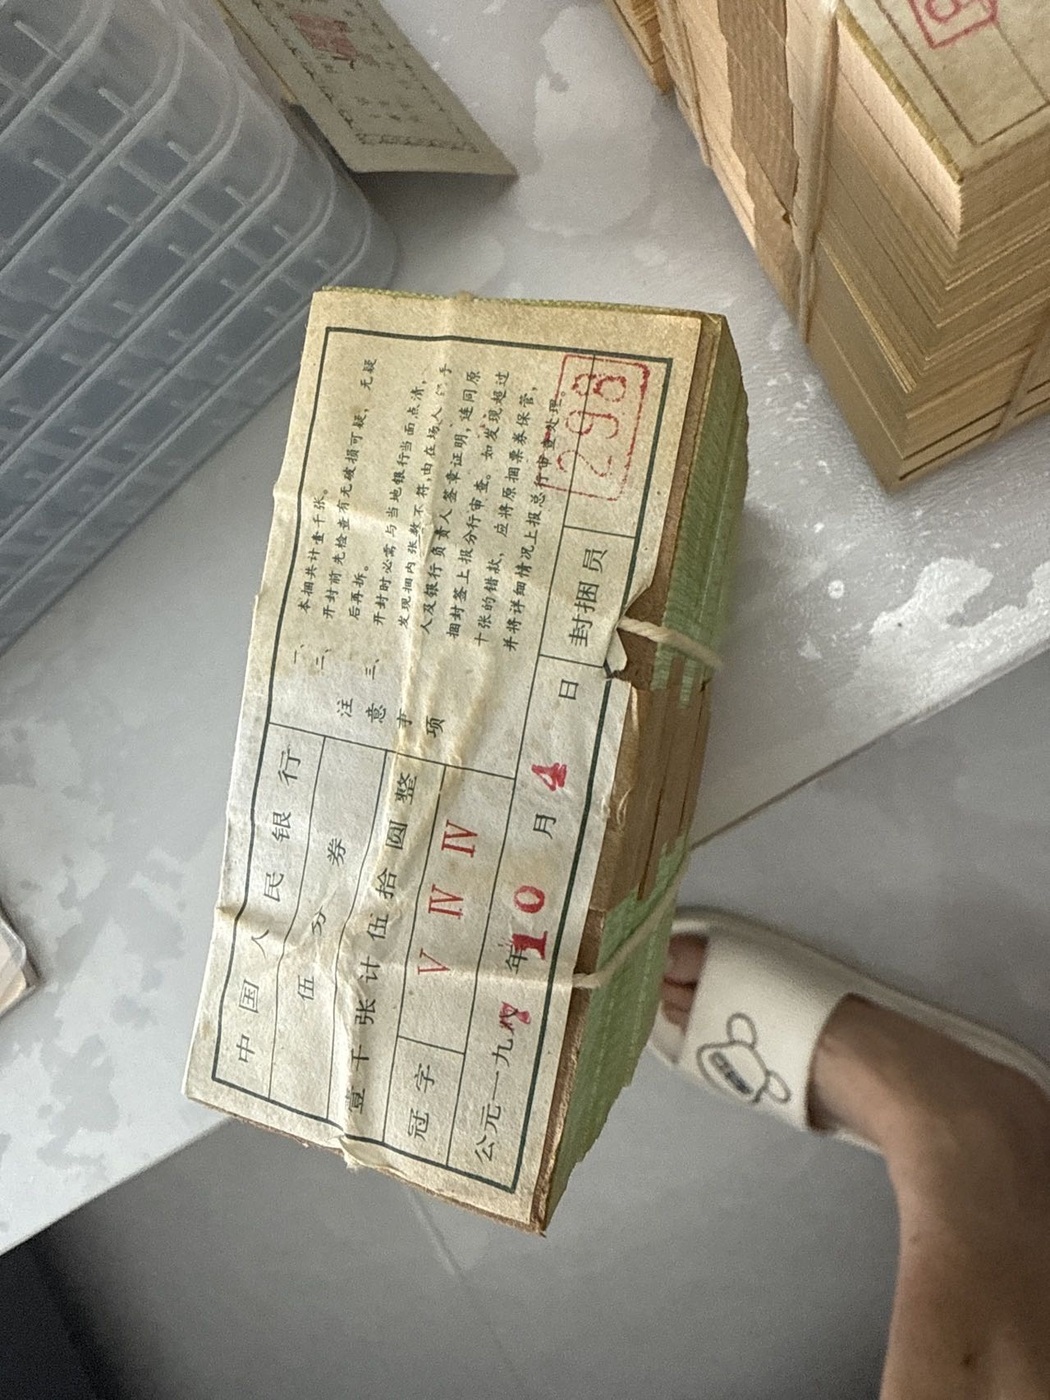 中国人民银行
伍分券
壹千张计伍拾圆整
冠字 V IV IV
注意事项
一、本捆共计壹千张。
二、开封前先检查有无破损可疑，无疑
后再拆。
三、开封时必需与当地银行当面点清，
发现捆内张数不符，由在场人
人及银行负责人签章证明，连同原
捆封签上报分行审查。如发现超过
十张的错款，应将原捆票券保管，
并将详细情况上报总行审查处理。
公元一九 年10月4日
封捆员
298